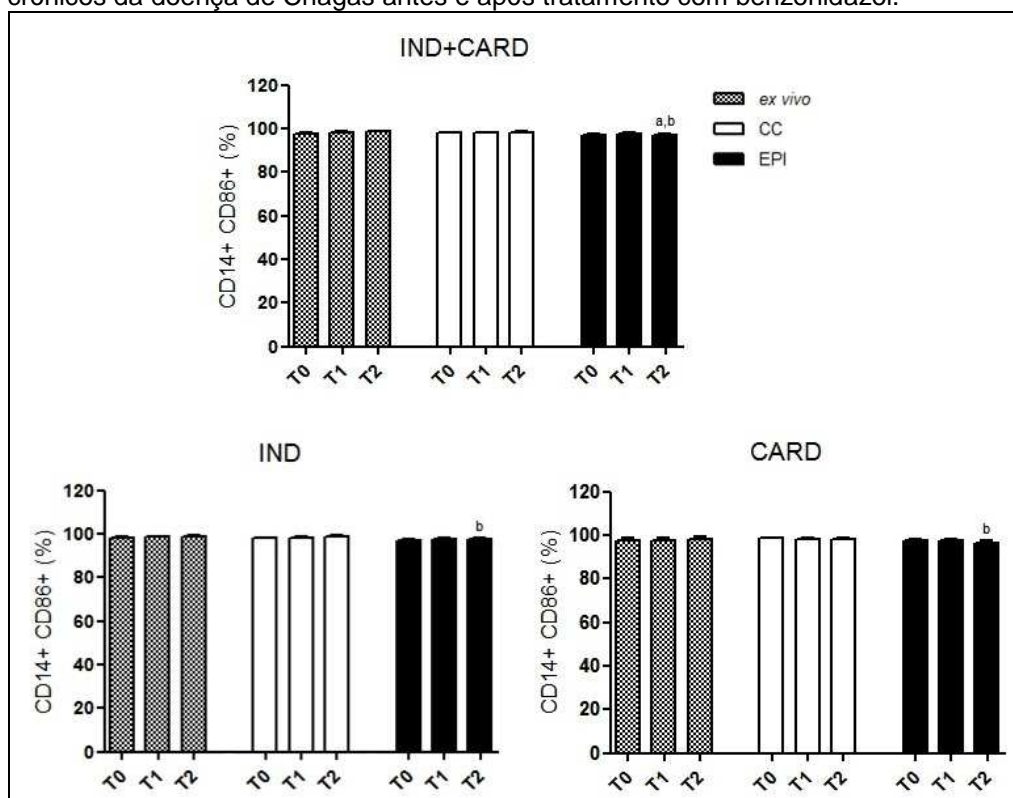 crônicos da doença de Chagas antes e após tratamento com benzonidazol.
IND+CARD
CD14+ CD86+ (%)
120
100
80
60
40
20
0
a,b
T0 T1 T2 T0 T1 T2 T0 T1 T2
ex vivo
CC
EPI
IND
CD14+ CD86+ (%)
120
100
80
60
40
20
0
b
T0 T1 T2 T0 T1 T2 T0 T1 T2
CARD
CD14+ CD86+ (%)
120
100
80
60
40
20
0
b
T0 T1 T2 T0 T1 T2 T0 T1 T2